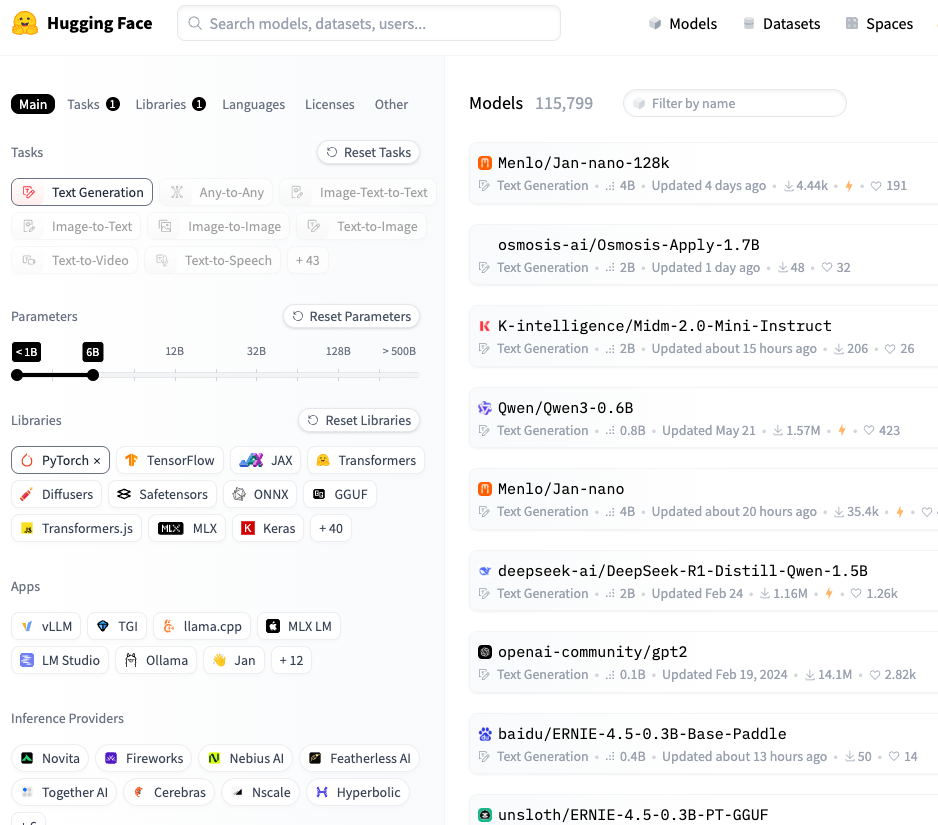 Hugging Face
Search models, datasets, users...
Models
Datasets
Spaces
Main
Tasks 1
Libraries 1
Languages
Licenses
Other
Tasks
Reset Tasks
Text Generation
Any-to-Any
Image-Text-to-Text
Image-to-Text
Image-to-Image
Text-to-Image
Text-to-Video
Text-to-Speech
+ 43
Parameters
Reset Parameters
< 1B
6B
12B
32B
128B
> 500B
Libraries
Reset Libraries
PyTorch ×
TensorFlow
JAX
Transformers
Diffusers
Safetensors
ONNX
GGUF
Transformers.js
MLX MLX
Keras
+ 40
Apps
vLLM
TGI
llama.cpp
MLX LM
LM Studio
Ollama
Jan
+ 12
Inference Providers
Novita
Fireworks
Nebius AI
Featherless AI
Together AI
Cerebras
Nscale
Hyperbolic
Models 115,799
Filter by name
Menlo/Jan-nano-128k
Text Generation • 4B • Updated 4 days ago • 4.44k • 191
osmosis-ai/Osmosis-Apply-1.7B
Text Generation • 2B • Updated 1 day ago • 48 • 32
K-intelligence/Midm-2.0-Mini-Instruct
Text Generation • 2B • Updated about 15 hours ago • 206 • 26
Qwen/Qwen3-0.6B
Text Generation • 0.8B • Updated May 21 • 1.57M • 423
Menlo/Jan-nano
Text Generation • 4B • Updated about 20 hours ago • 35.4k •
deepseek-ai/DeepSeek-R1-Distill-Qwen-1.5B
Text Generation • 2B • Updated Feb 24 • 1.16M • 1.26k
openai-community/gpt2
Text Generation • 0.1B • Updated Feb 19, 2024 • 14.1M • 2.82k
baidu/ERNIE-4.5-0.3B-Base-Paddle
Text Generation • 0.4B • Updated about 13 hours ago • 50 • 14
unsloth/ERNIE-4.5-0.3B-PT-GGUF